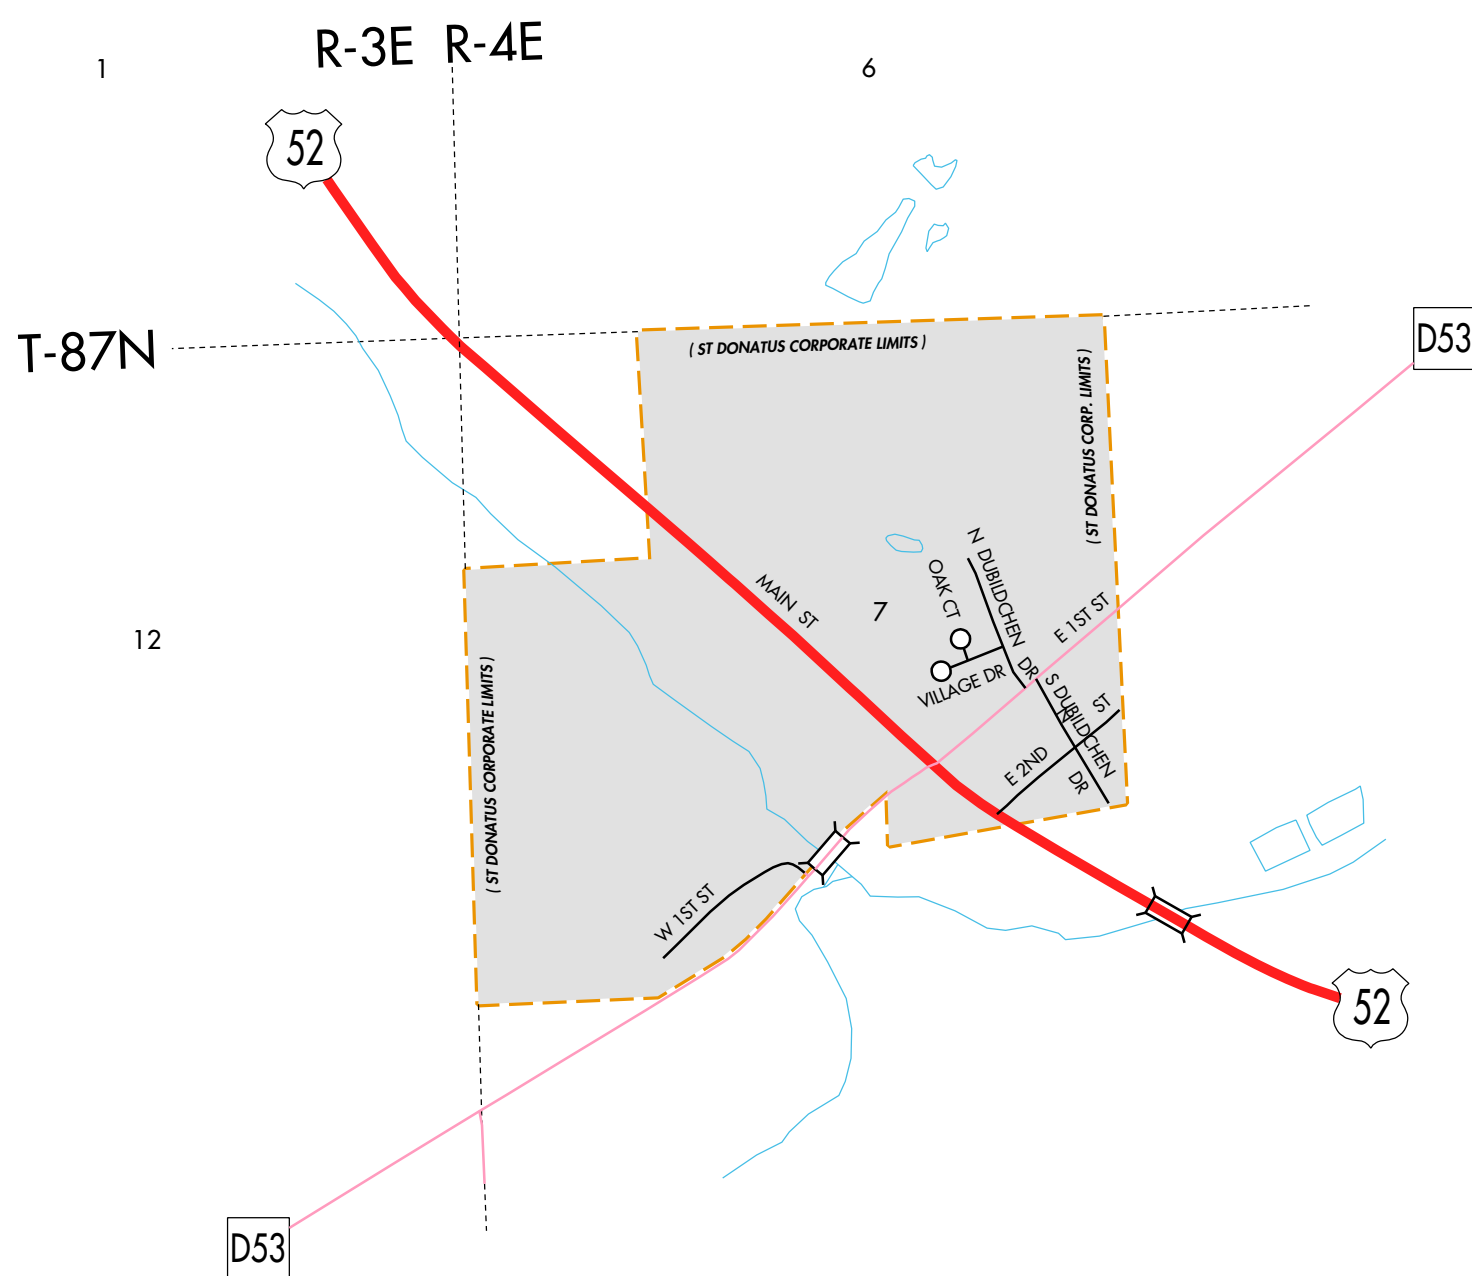 R-3E R-4E
1
6
52
T-87N
D53
( ST DONATUS CORPORATE LIMITS )
( ST DONATUS CORP. LIMITS )
MAIN ST
7
OAK CT
N DUBILDCHEN DR
E 1ST ST
12
VILLAGE DR
S DUBILDCHEN DR
E 2ND ST
N
( ST DONATUS CORPORATE LIMITS )
W 1ST ST
52
D53